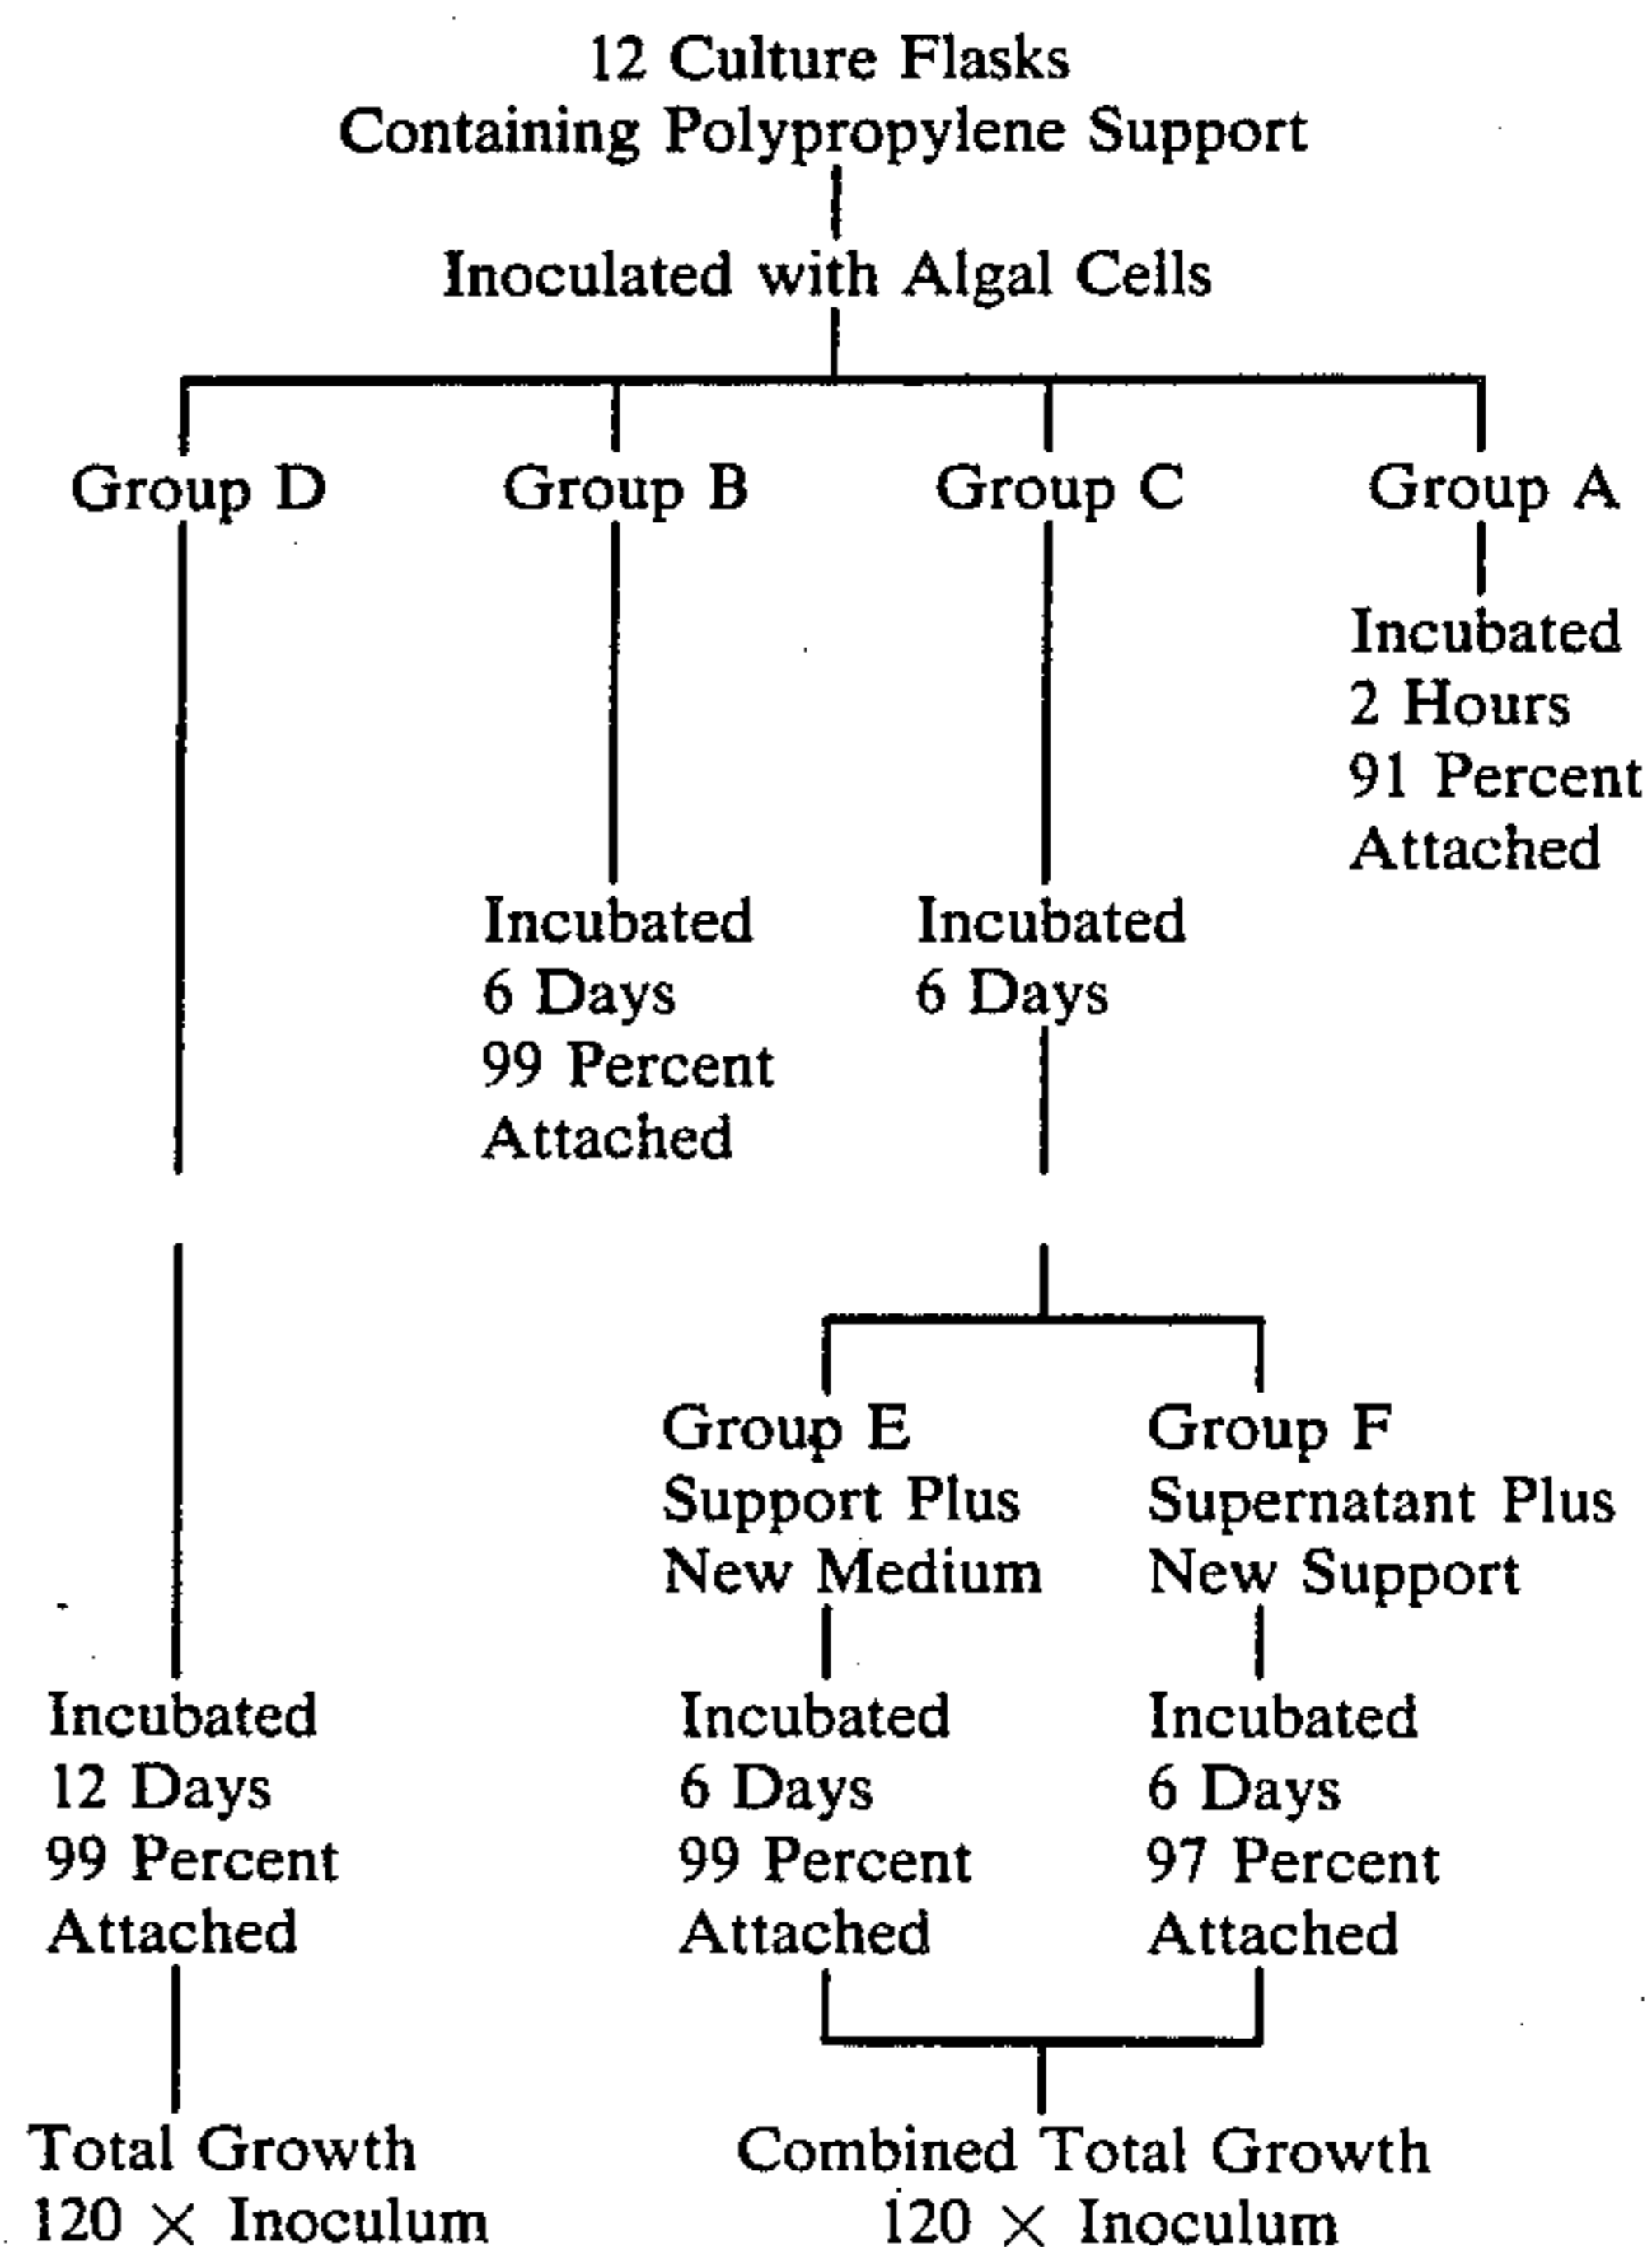 12 Culture Flasks
Containing Polypropylene Support
Inoculated with Algal Cells
Group D
Group B
Group C
Group A
Incubated
2 Hours
91 Percent
Attached
Incubated
6 Days
99 Percent
Attached
Incubated
6 Days
Group E
Support Plus
New Medium
Group F
Supernatant Plus
New Support
Incubated
12 Days
99 Percent
Attached
Incubated
6 Days
99 Percent
Attached
Incubated
6 Days
97 Percent
Attached
Total Growth
120 × Inoculum
Combined Total Growth
120 × Inoculum